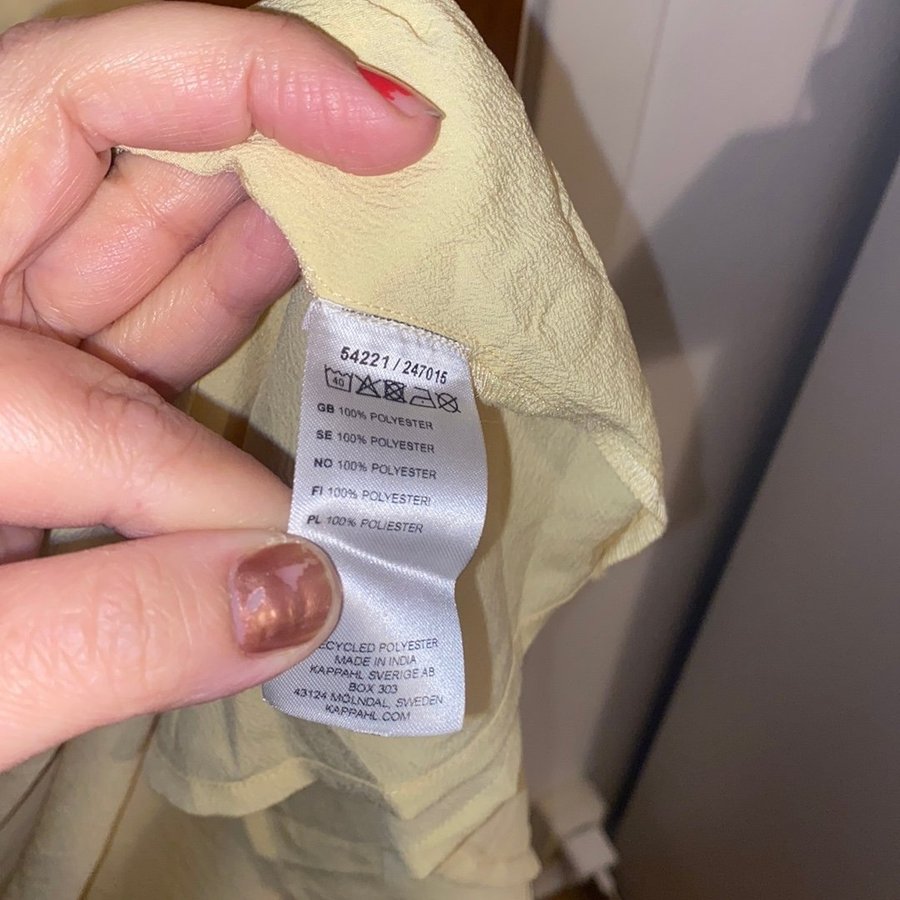 54221 / 247015
40
GB 100% POLYESTER
SE 100% POLYESTER
NO 100% POLYESTER
FI 100% POLYESTERI
PL 100% POLIESTER
ECYCLED POLYESTER
MADE IN INDIA
KAPPAHL SVERIGE AB
BOX 303
43124 MÖLNDAL, SWEDEN
KAPPAHL.COM